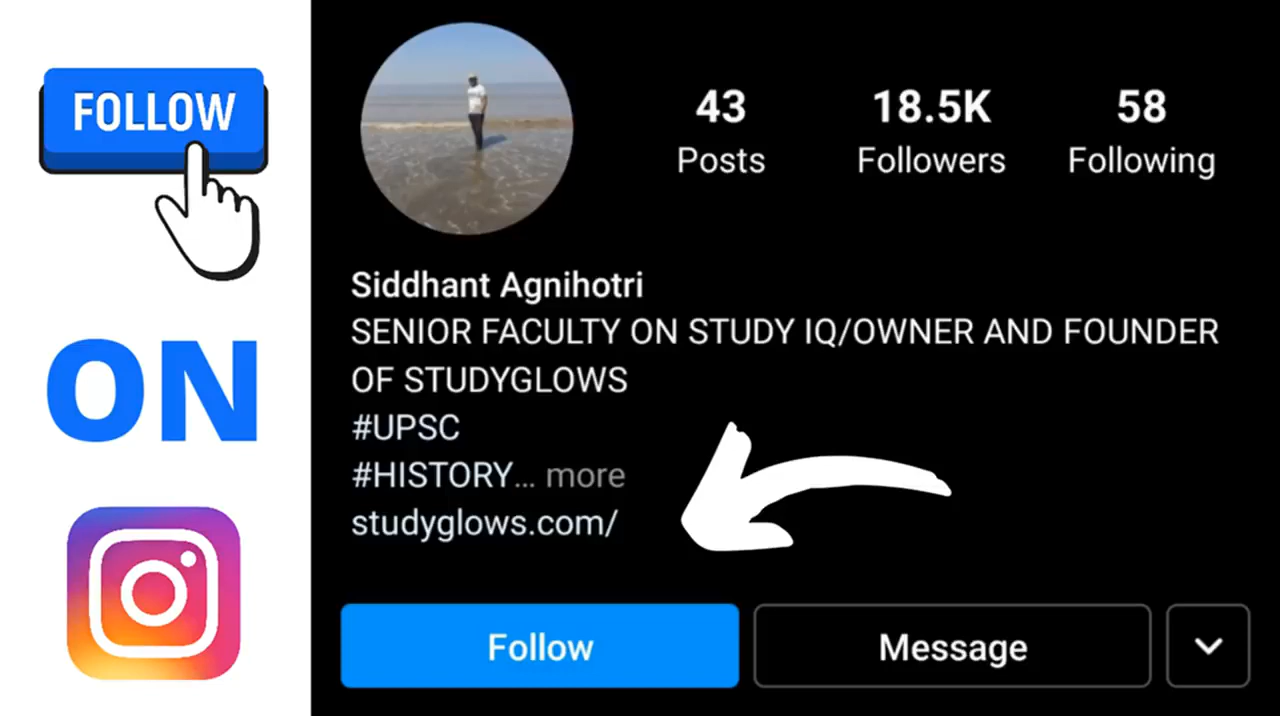 FOLLOW
ON
43 18.5K 58
Posts Followers Following
Siddhant Agnihotri
SENIOR FACULTY ON STUDY IQ/OWNER AND FOUNDER
OF STUDYGLOWS
#UPSC
#HISTORY... more
studyglows.com/
Follow Message